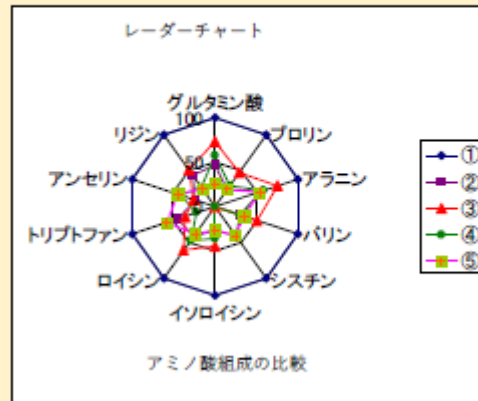 レーダーチャート
グルタミン酸
100
プロリン
リジン
50
アンセリン
アラニン
トリプトファン
バリン
ロイシン
シスチン
イソロイシン
①
②
③
④
⑤
アミノ酸組成の比較